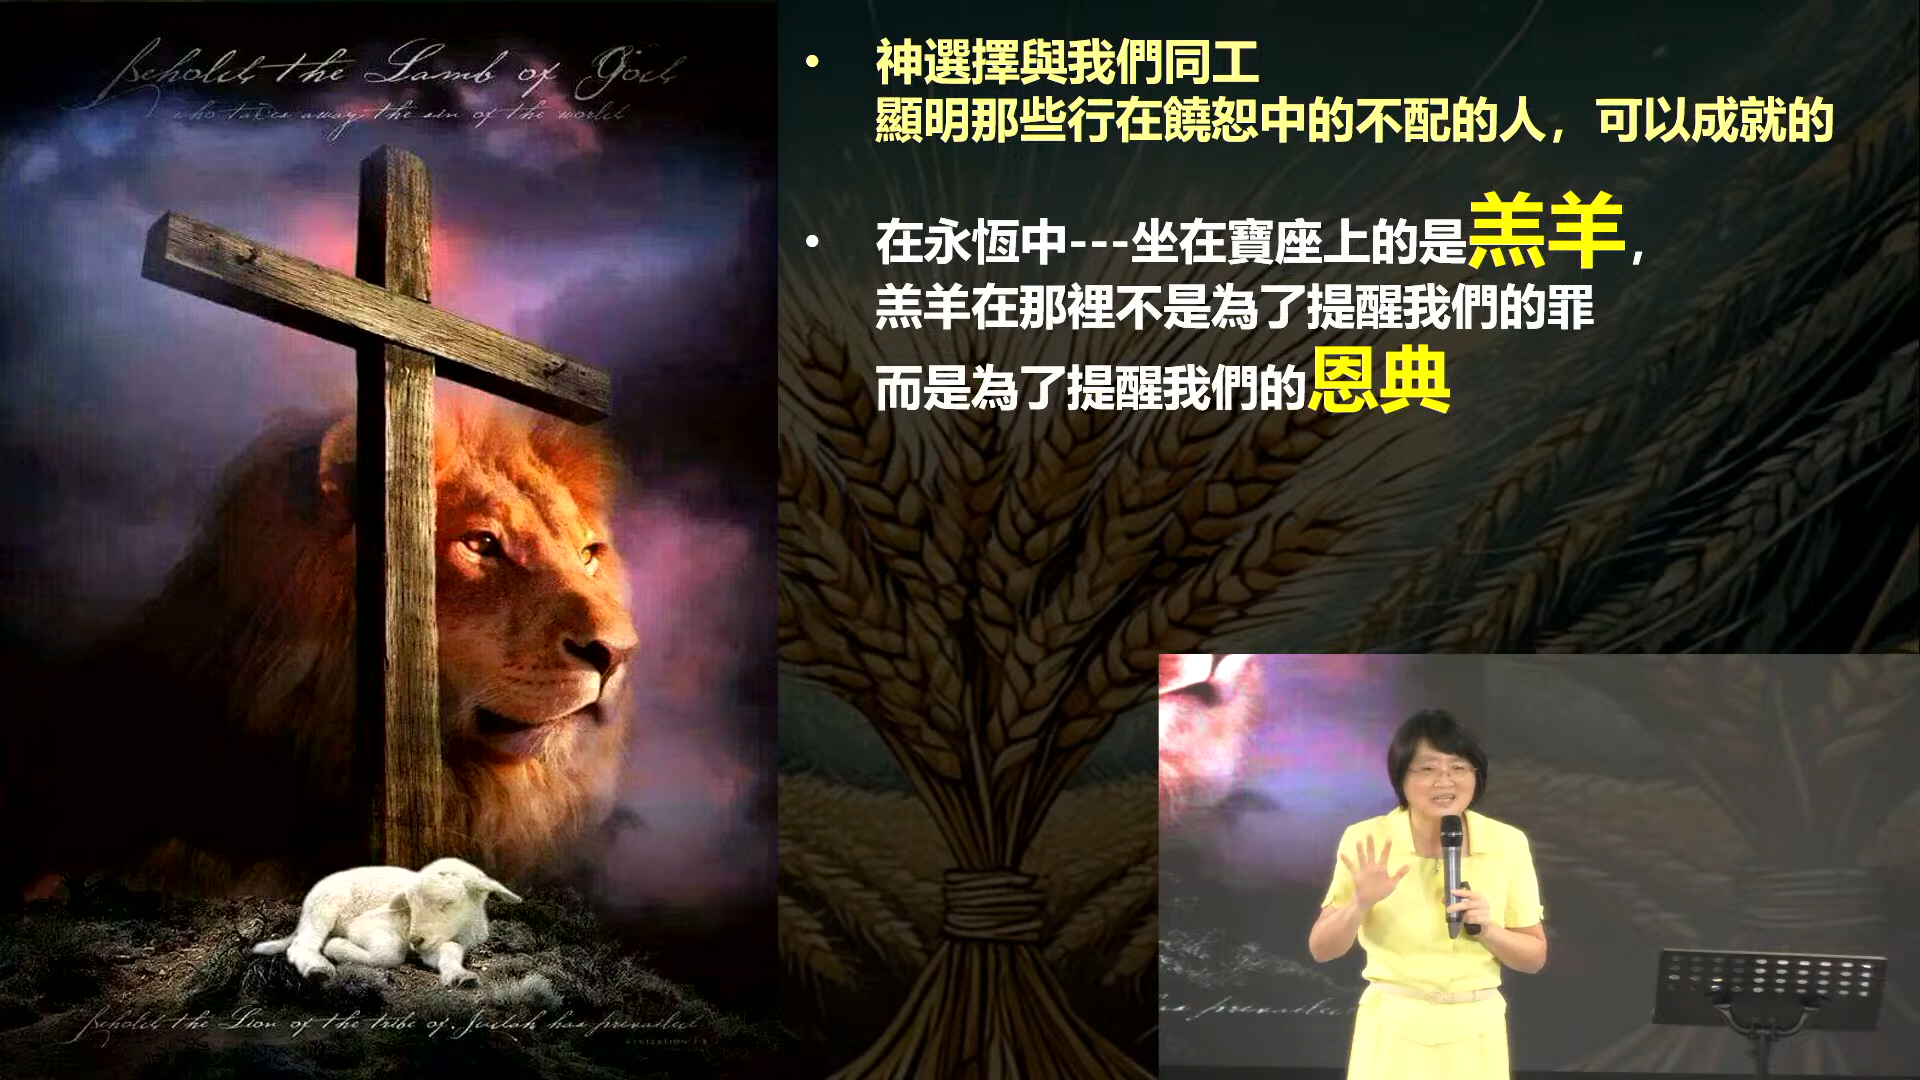 Behold, the Lamb of God
who takes away the sin of the world
• 神選擇與我們同工
顯明那些行在饒恕中的不配的人，可以成就的
• 在永恆中---坐在寶座上的是羔羊，
羔羊在那裡不是為了提醒我們的罪
而是為了提醒我們的恩典
Behold, the Lion of the tribe of Judah has prevailed
has prevailed